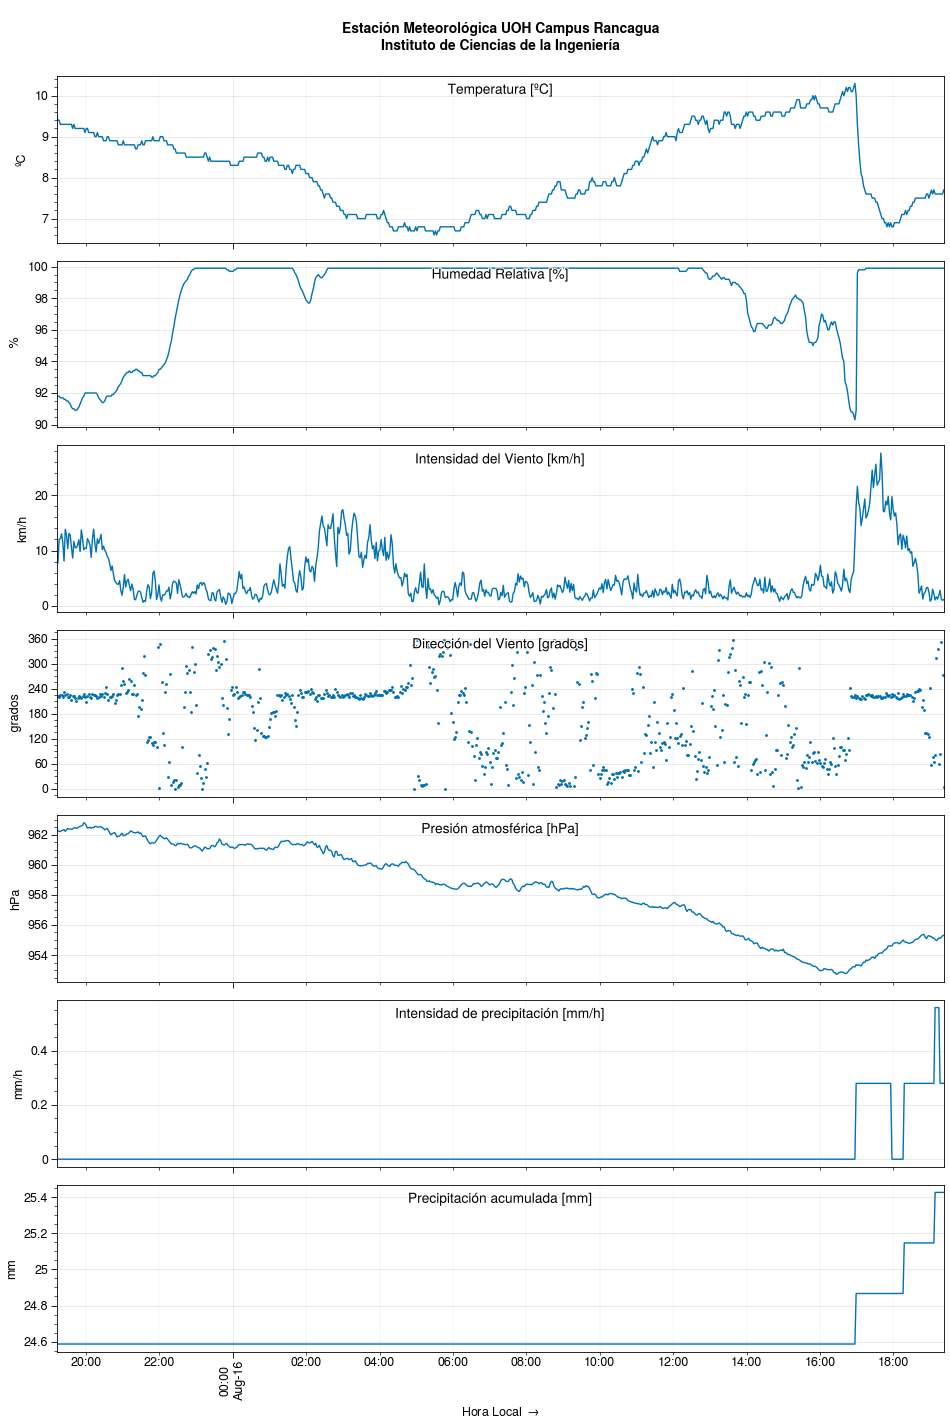 Estación Meteorológica UOH Campus Rancagua
Instituto de Ciencias de la Ingeniería
Temperatura [ºC]
ºC
10
9
8
7
Humedad Relativa [%]
%
100
98
96
94
92
90
Intensidad del Viento [km/h]
km/h
20
10
0
Dirección del Viento [grados]
grados
360
300
240
180
120
60
0
Presión atmosférica [hPa]
hPa
962
960
958
956
954
Intensidad de precipitación [mm/h]
mm/h
0.4
0.2
0
Precipitación acumulada [mm]
mm
25.4
25.2
25
24.8
24.6
20:00 22:00 00:00 02:00 04:00 06:00 08:00 10:00 12:00 14:00 16:00 18:00
Aug-16
Hora Local →